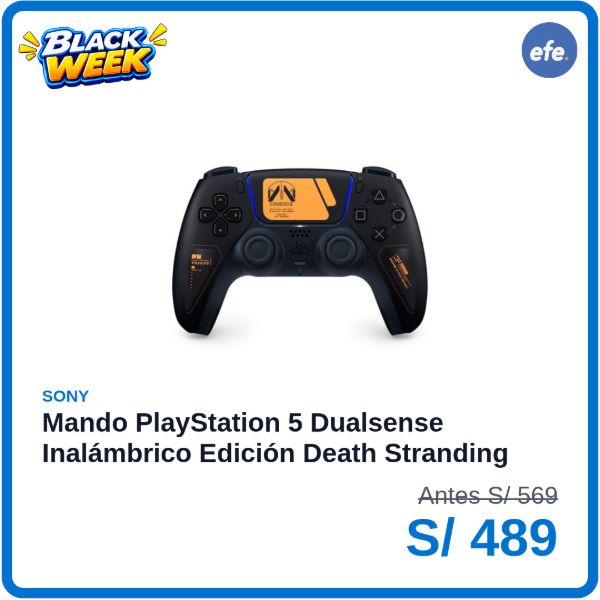 BLACK
WEEK
efe.
SONY
Mando PlayStation 5 Dualsense
Inalámbrico Edición Death Stranding
Antes S/ 569
S/ 489